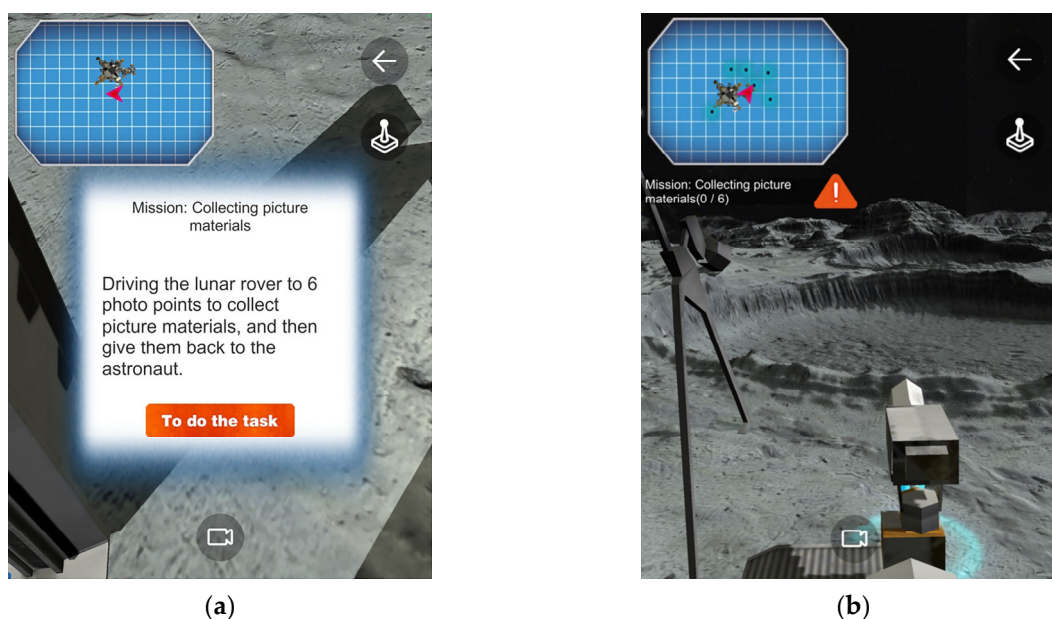 Mission: Collecting picture
materials
Driving the lunar rover to 6
photo points to collect
picture materials, and then
give them back to the
astronaut.
To do the task
Mission: Collecting picture
materials(0 / 6)
!
(a)
(b)